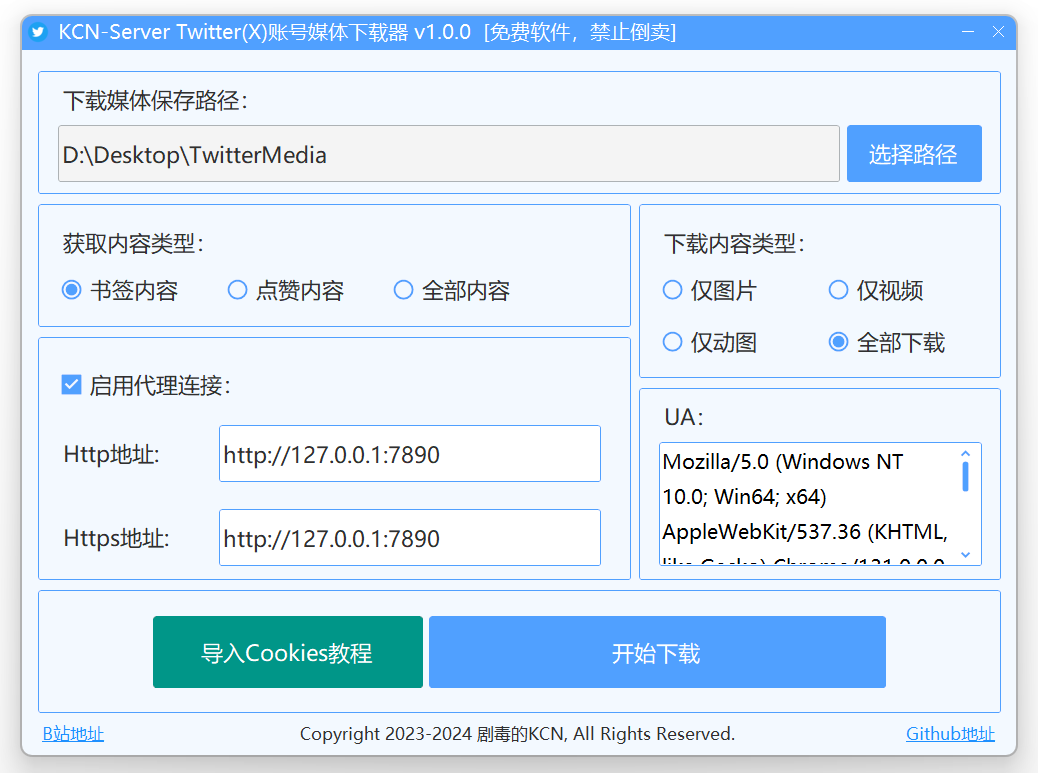 KCN-Server Twitter(X)账号媒体下载器 v1.0.0 [免费软件，禁止倒卖]
下载媒体保存路径：
D:\Desktop\TwitterMedia
选择路径
获取内容类型：
书签内容 点赞内容 全部内容
下载内容类型：
仅图片 仅视频
仅动图 全部下载
启用代理连接：
Http地址:
http://127.0.0.1:7890
Https地址:
http://127.0.0.1:7890
UA：
Mozilla/5.0 (Windows NT
10.0; Win64; x64)
AppleWebKit/537.36 (KHTML,
like Gecko) Chrome/131.0.0.0
导入Cookies教程
开始下载
B站地址
Copyright 2023-2024 剧毒的KCN, All Rights Reserved.
Github地址